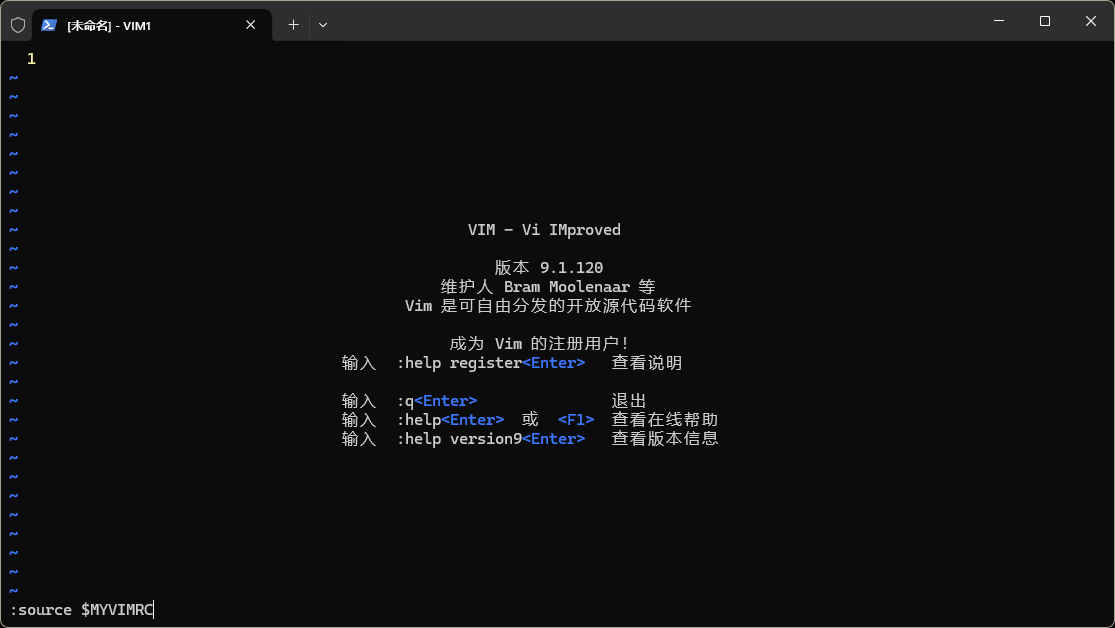 [未命名] - VIM1
1
~
~
~
~
~
~
~
~
~ VIM - Vi IMproved
~
~ 版本 9.1.120
~ 维护人 Bram Moolenaar 等
~ Vim 是可自由分发的开放源代码软件
~
~ 成为 Vim 的注册用户!
~ 输入 :help register<Enter> 查看说明
~
~ 输入 :q<Enter> 退出
~ 输入 :help<Enter> 或 <F1> 查看在线帮助
~ 输入 :help version9<Enter> 查看版本信息
~
~
~
~
~
~
~
~
:source $MYVIMRC